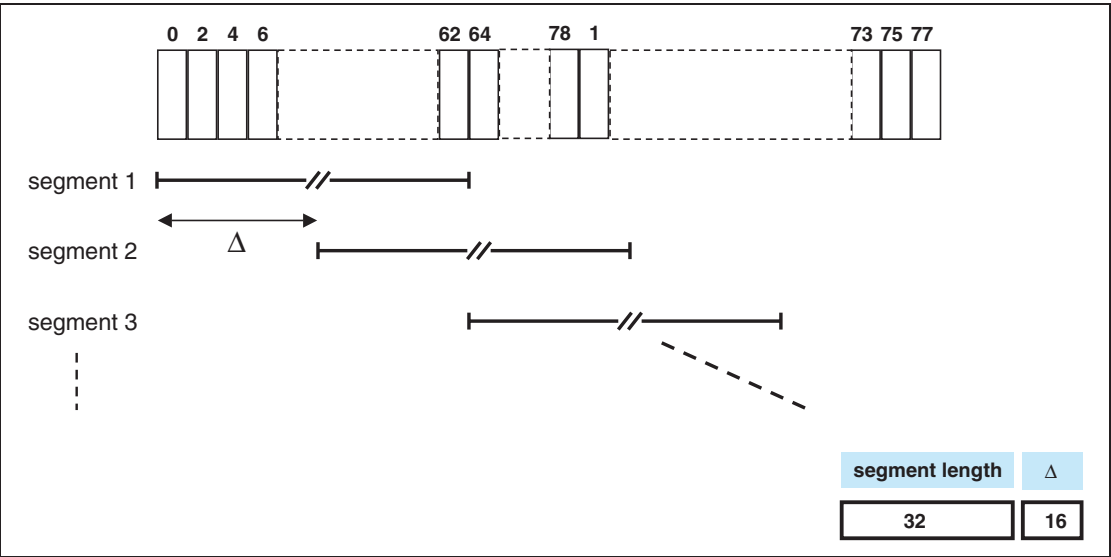 0 2 4 6 62 64 78 1 73 75 77
segment 1
Δ
segment 2
segment 3
segment length Δ
32 16